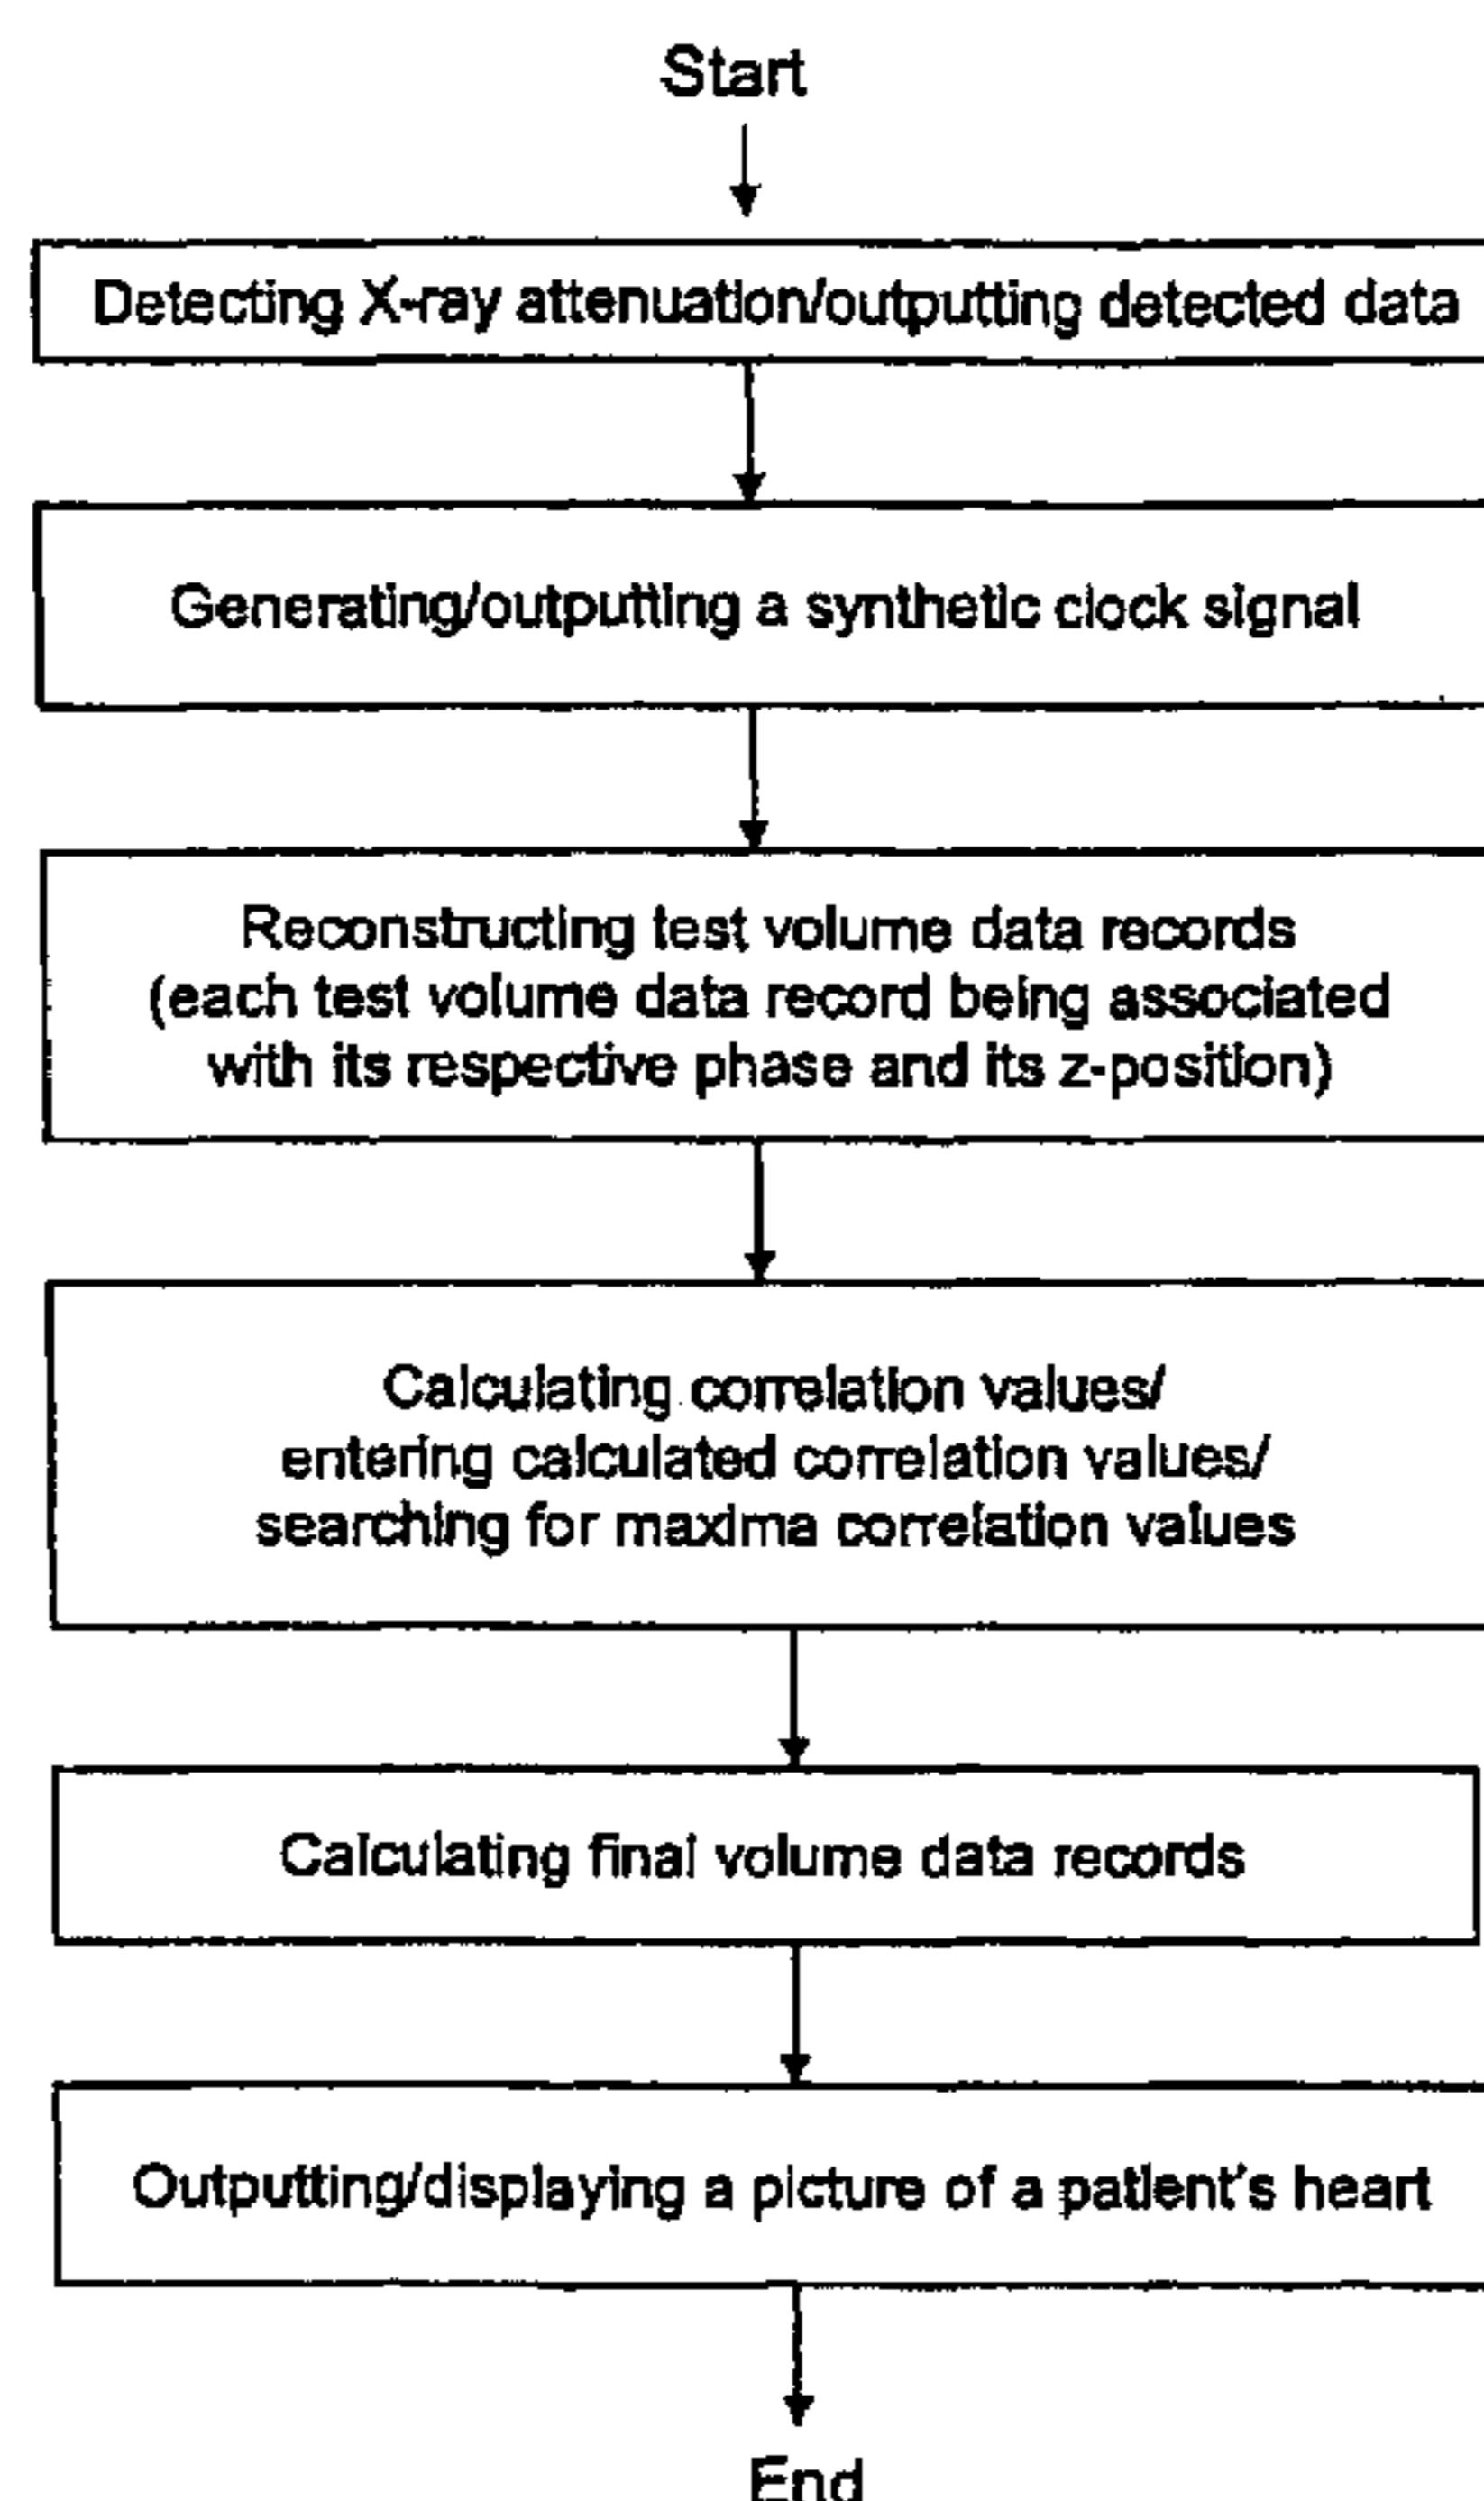 Start
Detecting X-ray attenuation/outputting detected data
Generating/outputting a synthetic clock signal
Reconstructing test volume data records
(each test volume data record being associated
with its respective phase and its z-position)
Calculating correlation values/
entering calculated correlation values/
searching for maxima correlation values
Calculating final volume data records
Outputting/displaying a picture of a patient's heart
End